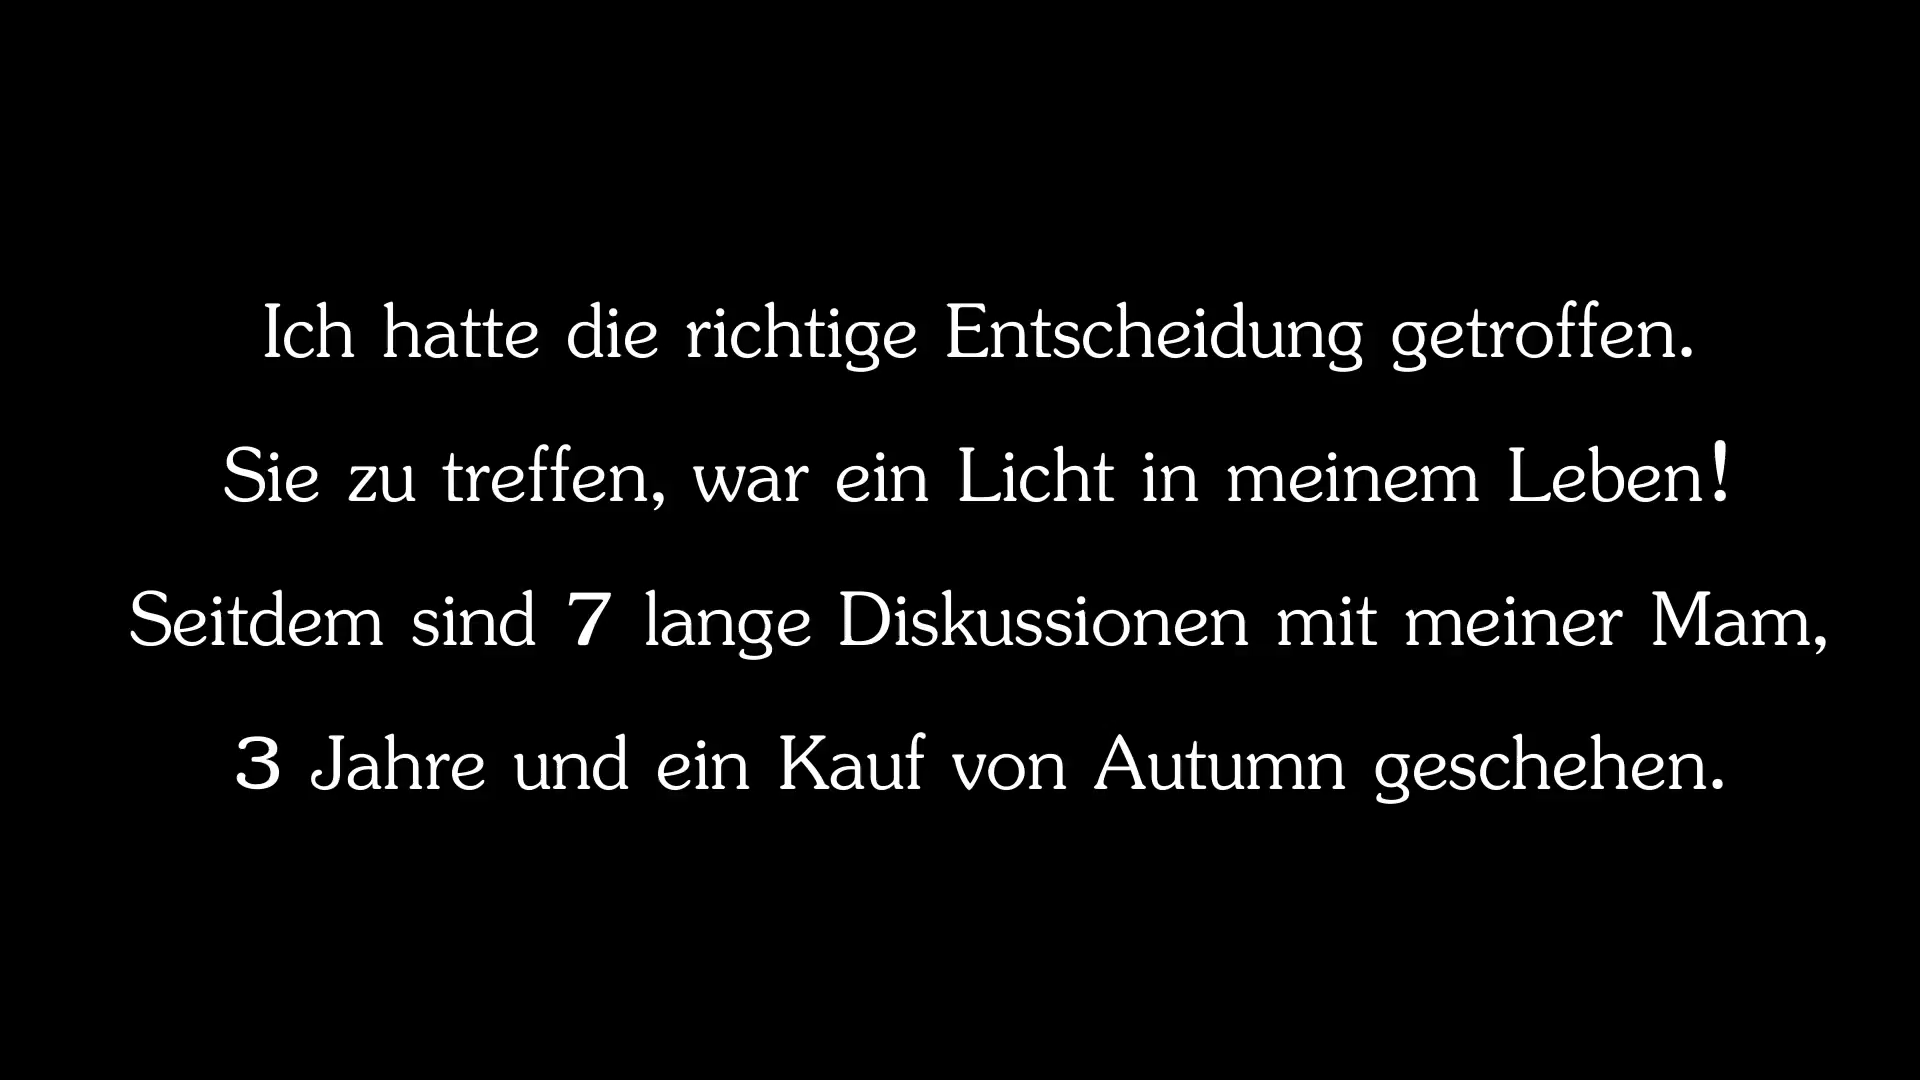 Ich hatte die richtige Entscheidung getroffen.
Sie zu treffen, war ein Licht in meinem Leben!
Seitdem sind 7 lange Diskussionen mit meiner Mam,
3 Jahre und ein Kauf von Autumn geschehen.